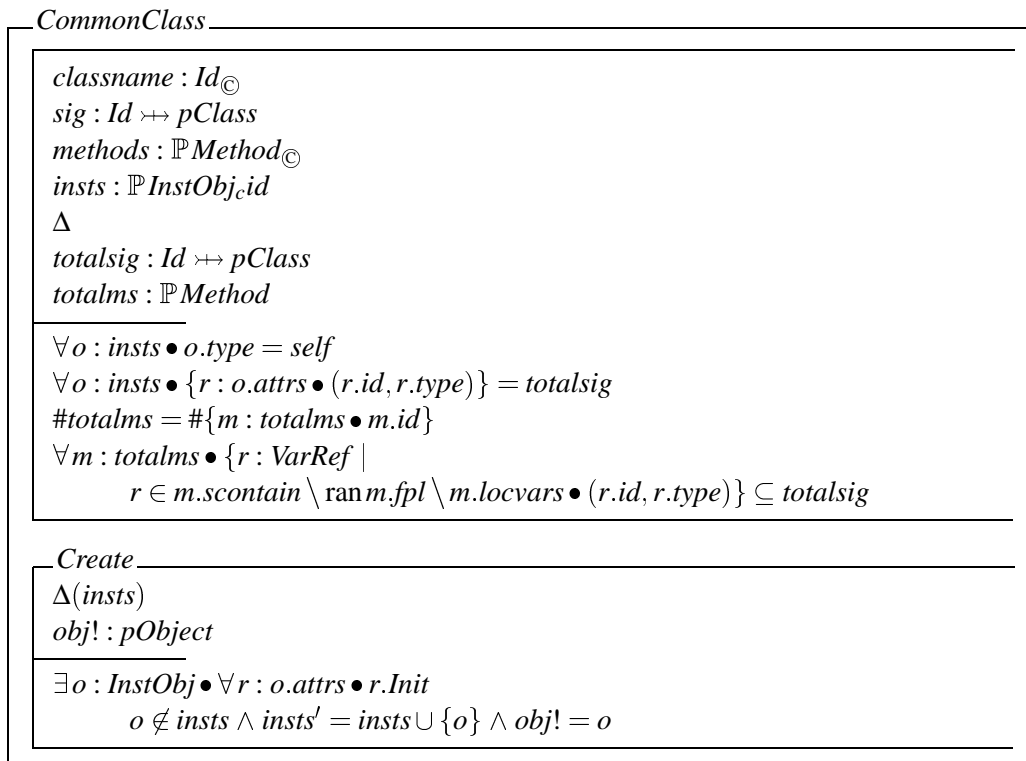 CommonClass
classname : Id©
sig : Id ⤔ pClass
methods : ℙ Method©
insts : ℙ InstObj_c id
Δ
totalsig : Id ⤔ pClass
totalms : ℙ Method
∀ o : insts • o.type = self
∀ o : insts • {r : o.attrs • (r.id, r.type)} = totalsig
#totalms = #{m : totalms • m.id}
∀ m : totalms • {r : VarRef |
r ∈ m.scontain \ ran m.fpl \ m.locvars • (r.id, r.type)} ⊆ totalsig
Create
Δ(insts)
obj! : pObject
∃ o : InstObj • ∀ r : o.attrs • r.Init
o ∉ insts ∧ insts′ = insts ∪ {o} ∧ obj! = o